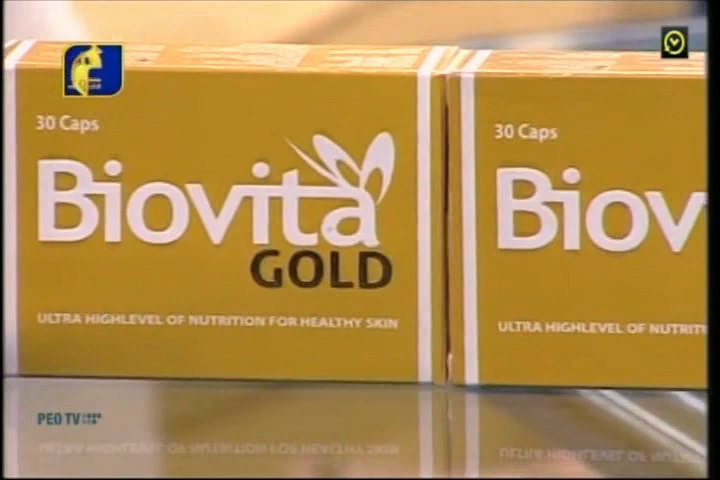 30 Caps
Biovita
GOLD
ULTRA HIGHLEVEL OF NUTRITION FOR HEALTHY SKIN
30 Caps
Biov
ULTRA HIGHLEVEL OF NUTRIT
PEO TV